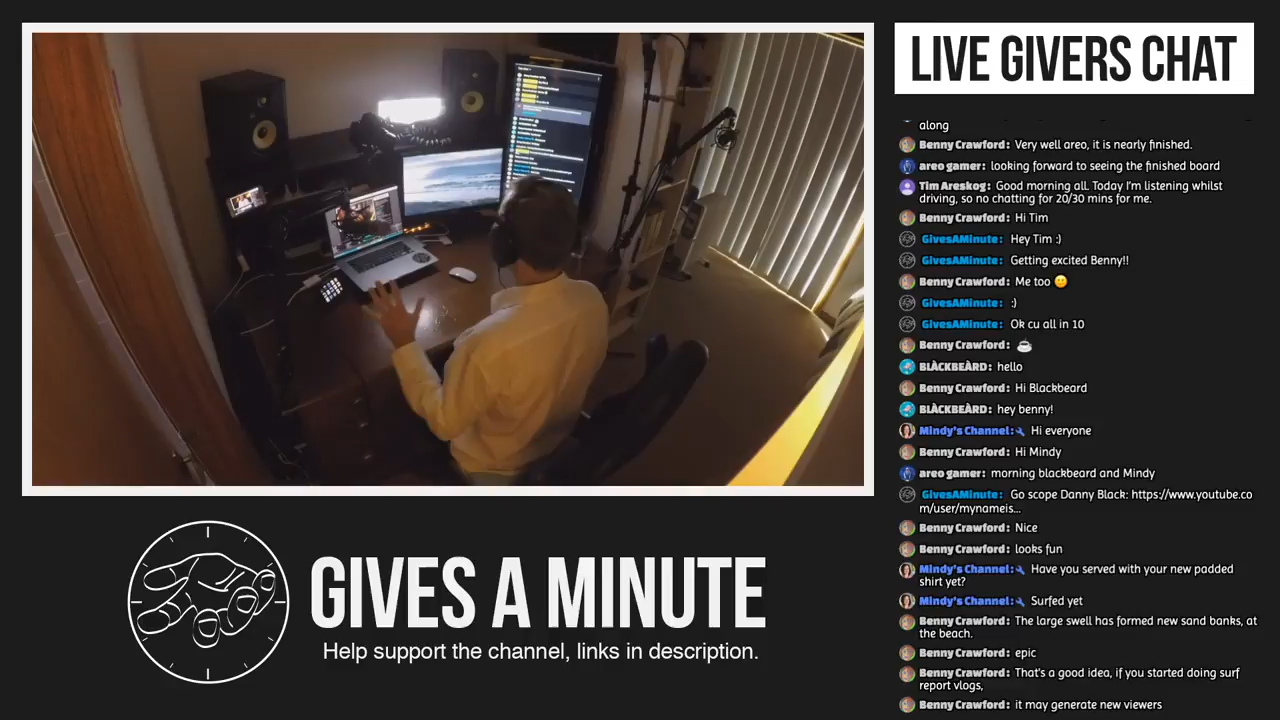 LIVE GIVERS CHAT
along
Benny Crawford: Very well areo, it is nearly finished.
areo gamer: looking forward to seeing the finished board
Tim Areskog: Good morning all. Today I'm listening whilst
driving, so no chatting for 20/30 mins for me.
Benny Crawford: Hi Tim
GivesAMinute: Hey Tim :)
GivesAMinute: Getting excited Benny!!
Benny Crawford: Me too 🙂
GivesAMinute: :)
GivesAMinute: Ok cu all in 10
Benny Crawford: ☕
BLÀCKBEÀRD: hello
Benny Crawford: Hi Blackbeard
BLÀCKBEÀRD: hey benny!
Mindy's Channel: Hi everyone
Benny Crawford: Hi Mindy
areo gamer: morning blackbeard and Mindy
GivesAMinute: Go scope Danny Black: https://www.youtube.co
m/user/mynameis...
Benny Crawford: Nice
Benny Crawford: looks fun
Mindy's Channel: Have you served with your new padded
shirt yet?
Mindy's Channel: Surfed yet
Benny Crawford: The large swell has formed new sand banks, at
the beach.
Benny Crawford: epic
Benny Crawford: That's a good idea, if you started doing surf
report vlogs,
Benny Crawford: it may generate new viewers
GIVES A MINUTE
Help support the channel, links in description.